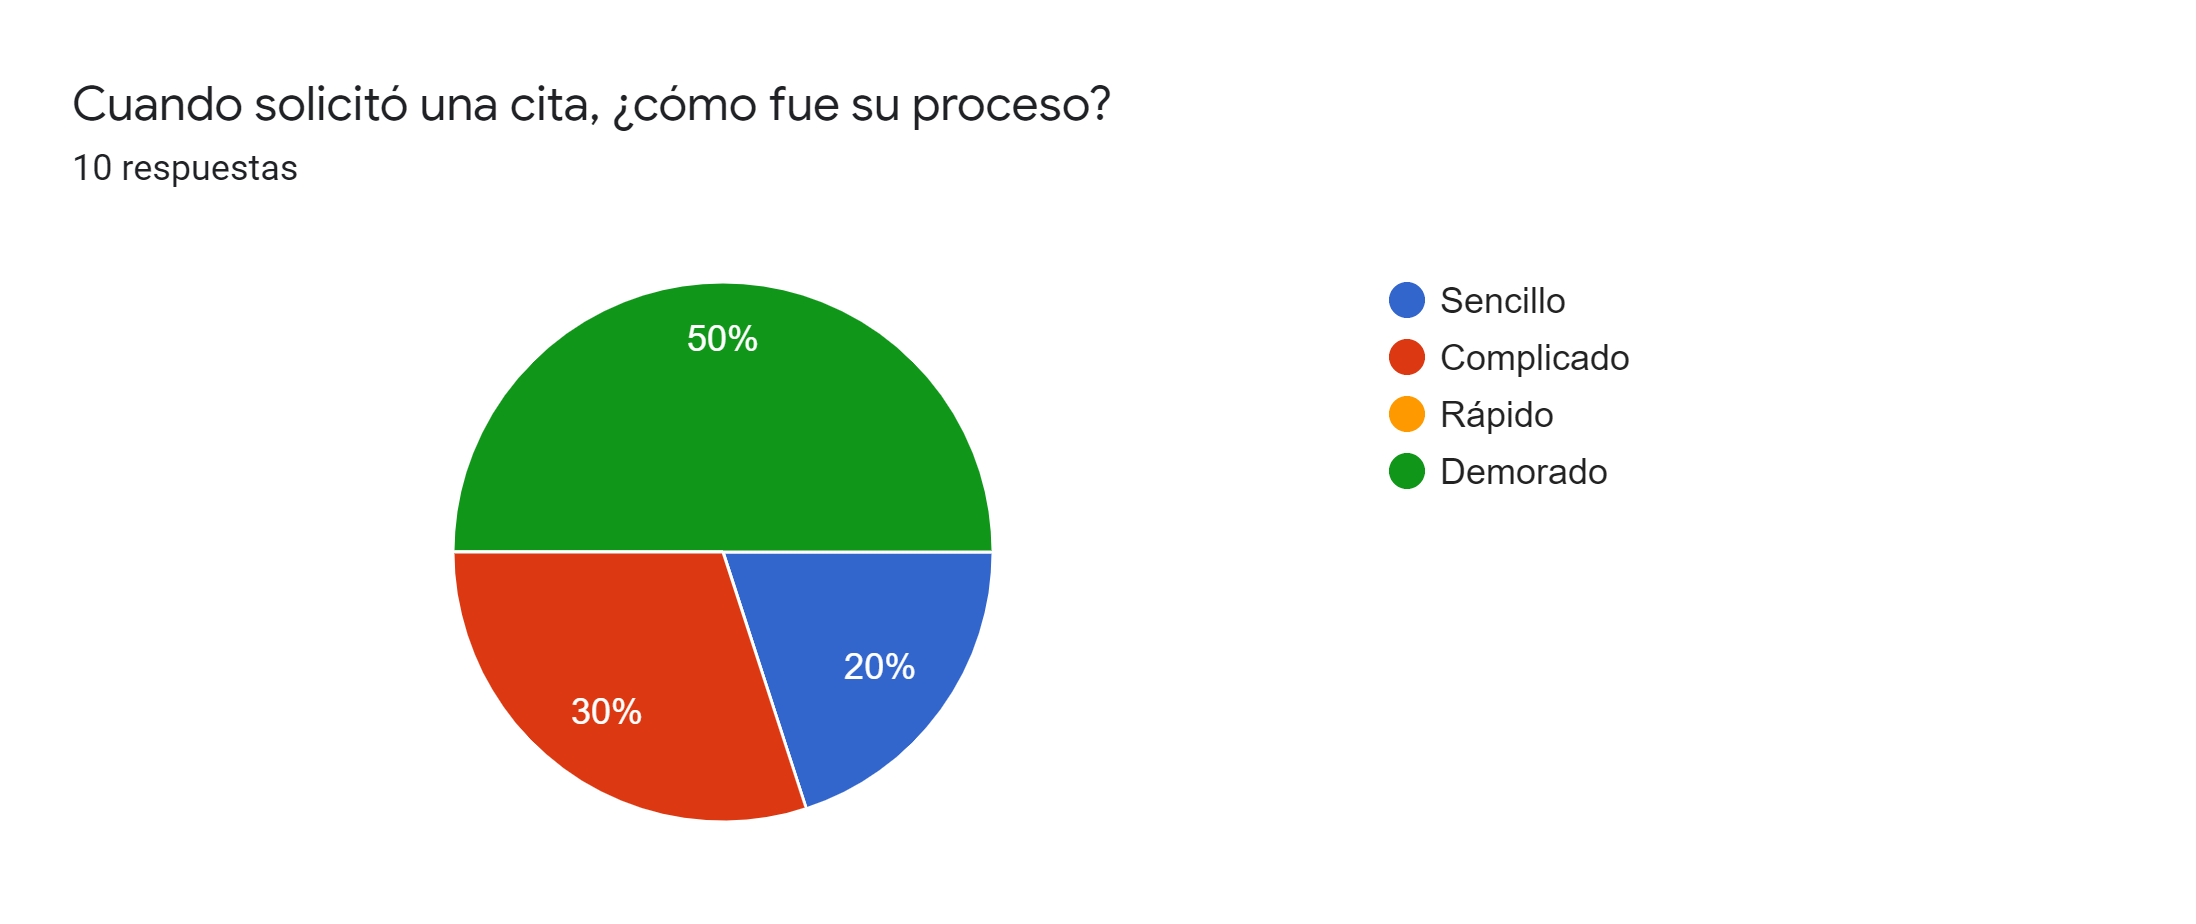 Cuando solicitó una cita, ¿cómo fue su proceso?
10 respuestas
50%
20%
30%
Sencillo
Complicado
Rápido
Demorado